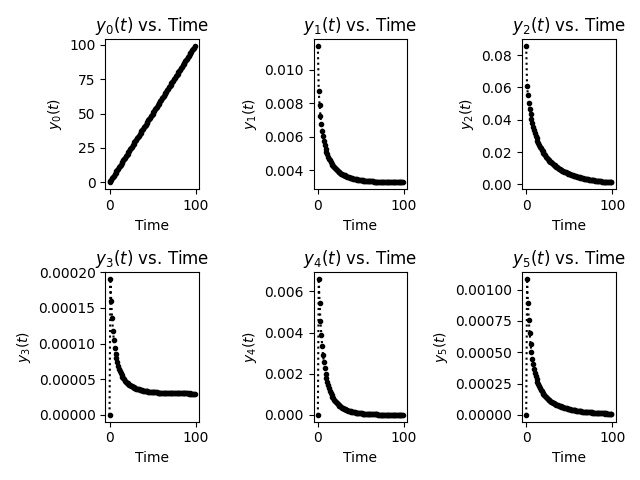 y₀(t) vs. Time
y₁(t) vs. Time
y₂(t) vs. Time
100
75
50
25
0
y₀(t)
0 100
Time
0.010
0.008
0.006
0.004
y₁(t)
0 100
Time
0.08
0.06
0.04
0.02
0.00
y₂(t)
0 100
Time
y₃(t) vs. Time
y₄(t) vs. Time
y₅(t) vs. Time
0.00020
0.00015
0.00010
0.00005
0.00000
y₃(t)
0 100
Time
0.006
0.004
0.002
0.000
y₄(t)
0 100
Time
0.00100
0.00075
0.00050
0.00025
0.00000
y₅(t)
0 100
Time